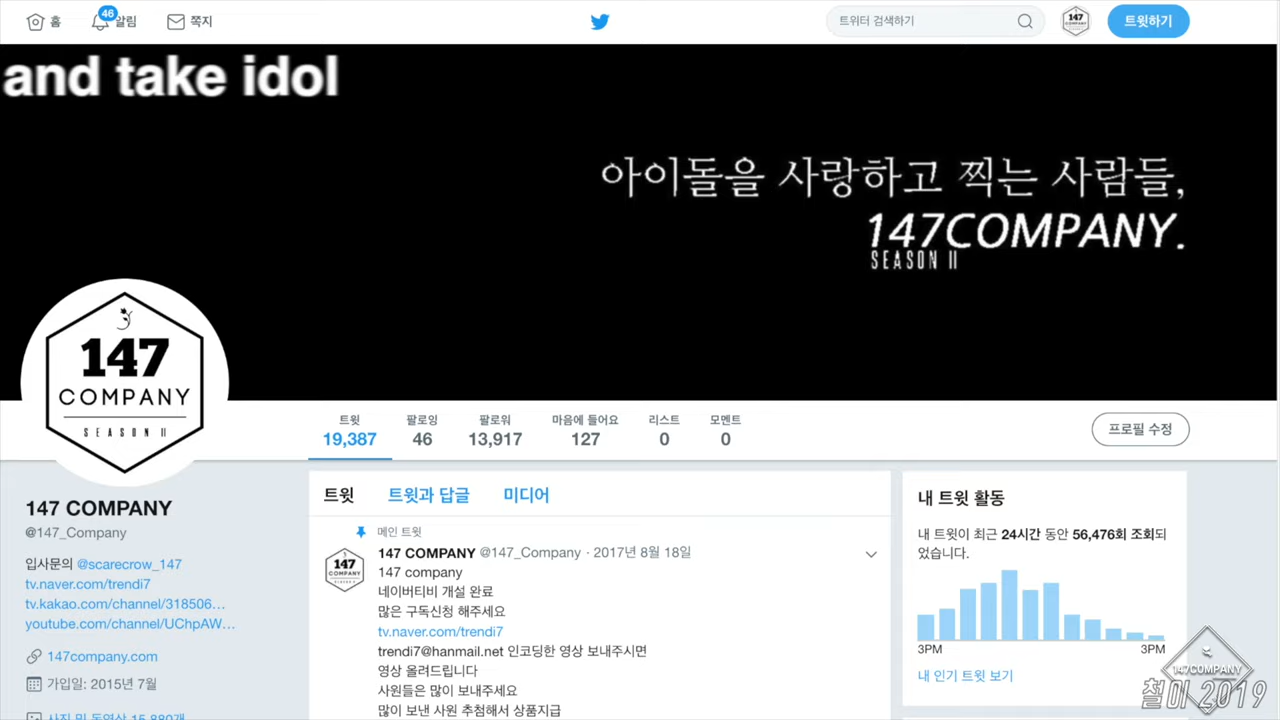 홈
46
알림
쪽지
트위터 검색하기
147
COMPANY
트윗하기
and take idol
아이돌을 사랑하고 찍는 사람들,
147COMPANY.
SEASON II
147
COMPANY
SEASON II
트윗 팔로잉 팔로워 마음에 들어요 리스트 모멘트
19,387 46 13,917 127 0 0
프로필 수정
147 COMPANY
@147_Company
입사문의 @scarecrow_147
tv.naver.com/trendi7
tv.kakao.com/channel/318506…
youtube.com/channel/UChpAW…
147company.com
가입일: 2015년 7월
사진 및 동영상 15,880개
트윗 트윗과 답글 미디어
메인 트윗
147
COMPANY
147 COMPANY @147_Company · 2017년 8월 18일
147 company
네이버티비 개설 완료
많은 구독신청 해주세요
tv.naver.com/trendi7
trendi7@hanmail.net 인코딩한 영상 보내주시면
영상 올려드립니다
사원들은 많이 보내주세요
많이 보낸 사원 추첨해서 상품지급
내 트윗 활동
내 트윗이 최근 24시간 동안 56,476회 조회되
었습니다.
3PM 3PM
내 인기 트윗 보기
147COMPANY
철이 2019